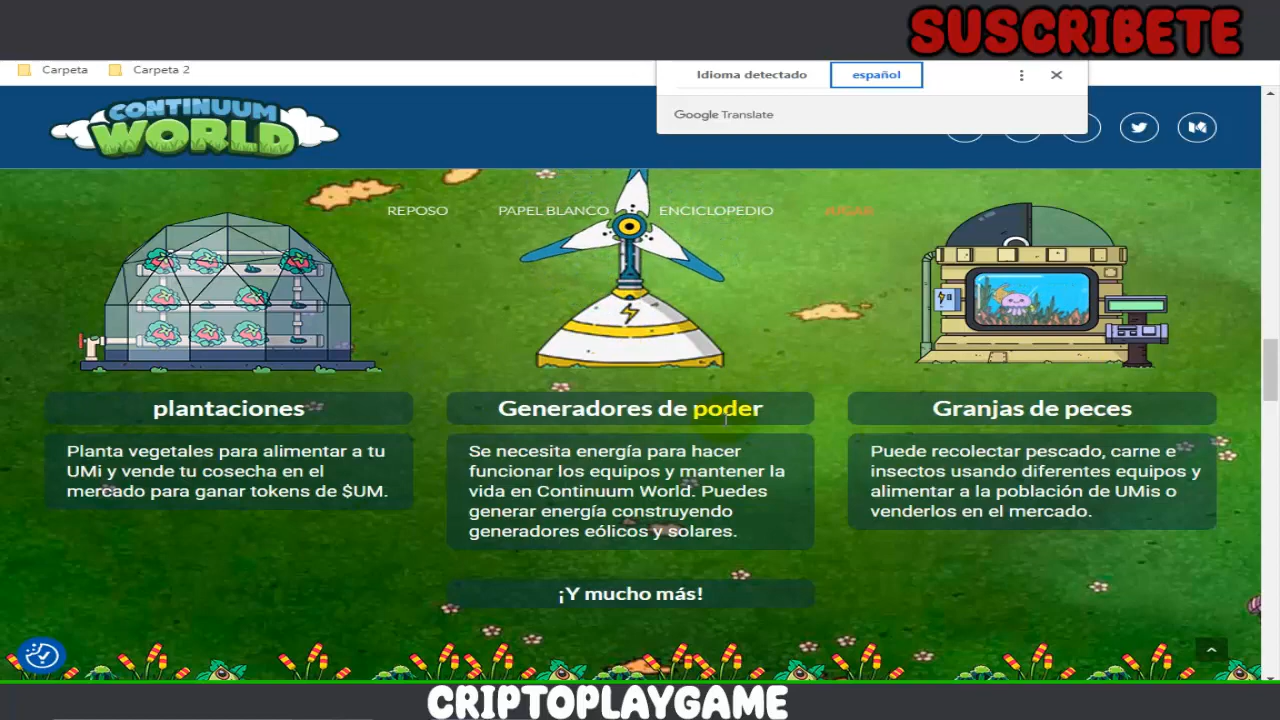 SUSCRIBETE
Carpeta
Carpeta 2
Idioma detectado
español
Google Translate
CONTINUUM
WORLD
REPOSO
PAPEL BLANCO
ENCICLOPEDIO
JUGAR
plantaciones
Planta vegetales para alimentar a tu
UMi y vende tu cosecha en el
mercado para ganar tokens de $UM.
Generadores de poder
Se necesita energía para hacer
funcionar los equipos y mantener la
vida en Continuum World. Puedes
generar energía construyendo
generadores eólicos y solares.
Granjas de peces
Puede recolectar pescado, carne e
insectos usando diferentes equipos y
alimentar a la población de UMis o
venderlos en el mercado.
¡Y mucho más!
CRIPTOPLAYGAME